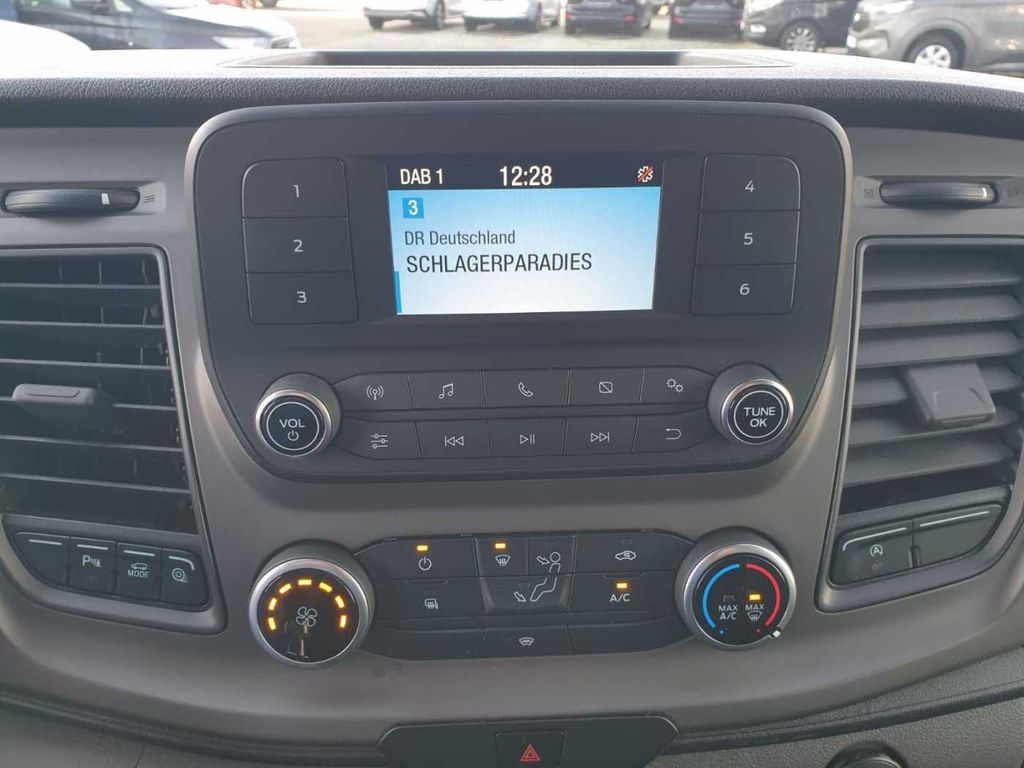 DAB 1 12:28
3
DR Deutschland
SCHLAGERPARADIES
1
2
3
4
5
6
VOL
TUNE
OK
P
MODE
A
A/C
MAX
A/C
MAX